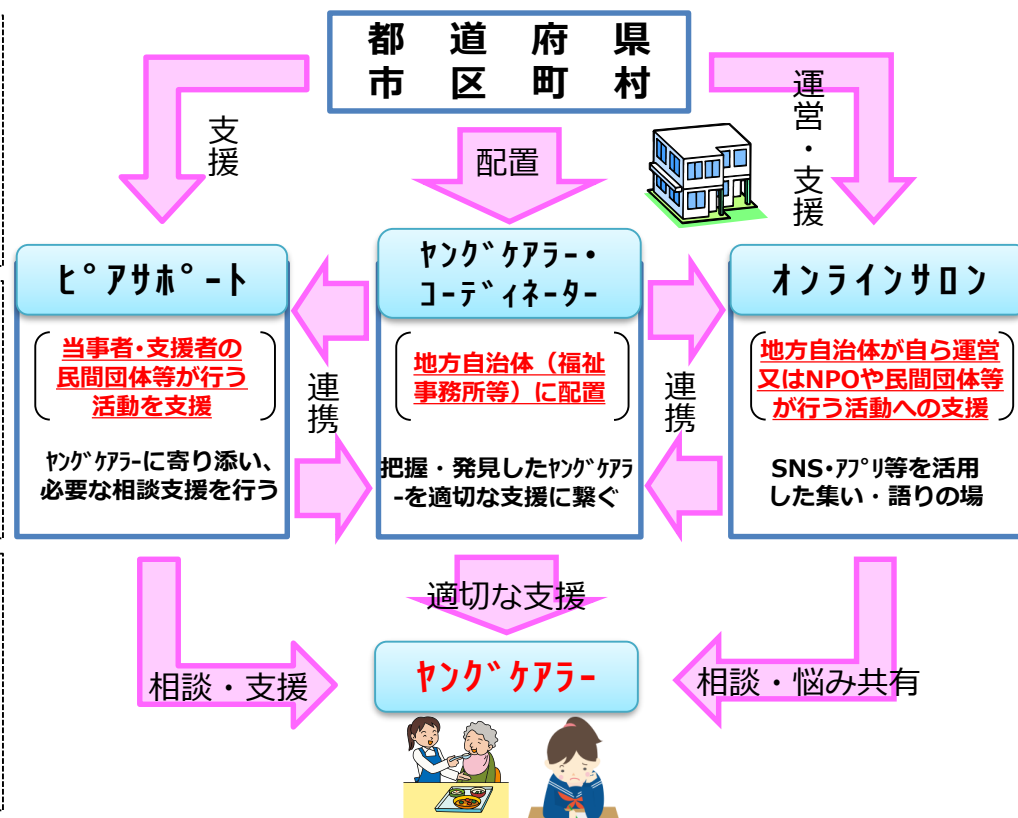 都道府県
市区町村
支援
配置
運営・支援
ﾋﾟｱｻﾎﾟｰﾄ
ﾔﾝｸﾞｹｱﾗｰ・
ｺｰﾃﾞｨﾈｰﾀｰ
オンラインサロン
当事者・支援者の
民間団体等が行う
活動を支援
地方自治体（福祉
事務所等）に配置
地方自治体が自ら運営
又はNPOや民間団体等
が行う活動への支援
連携
連携
ﾔﾝｸﾞｹｱﾗｰに寄り添い、
必要な相談支援を行う
把握・発見したﾔﾝｸﾞｹｱﾗ
ｰを適切な支援に繋ぐ
SNS・ｱﾌﾟﾘ等を活用
した集い・語りの場
適切な支援
相談・支援
ﾔﾝｸﾞｹｱﾗｰ
相談・悩み共有